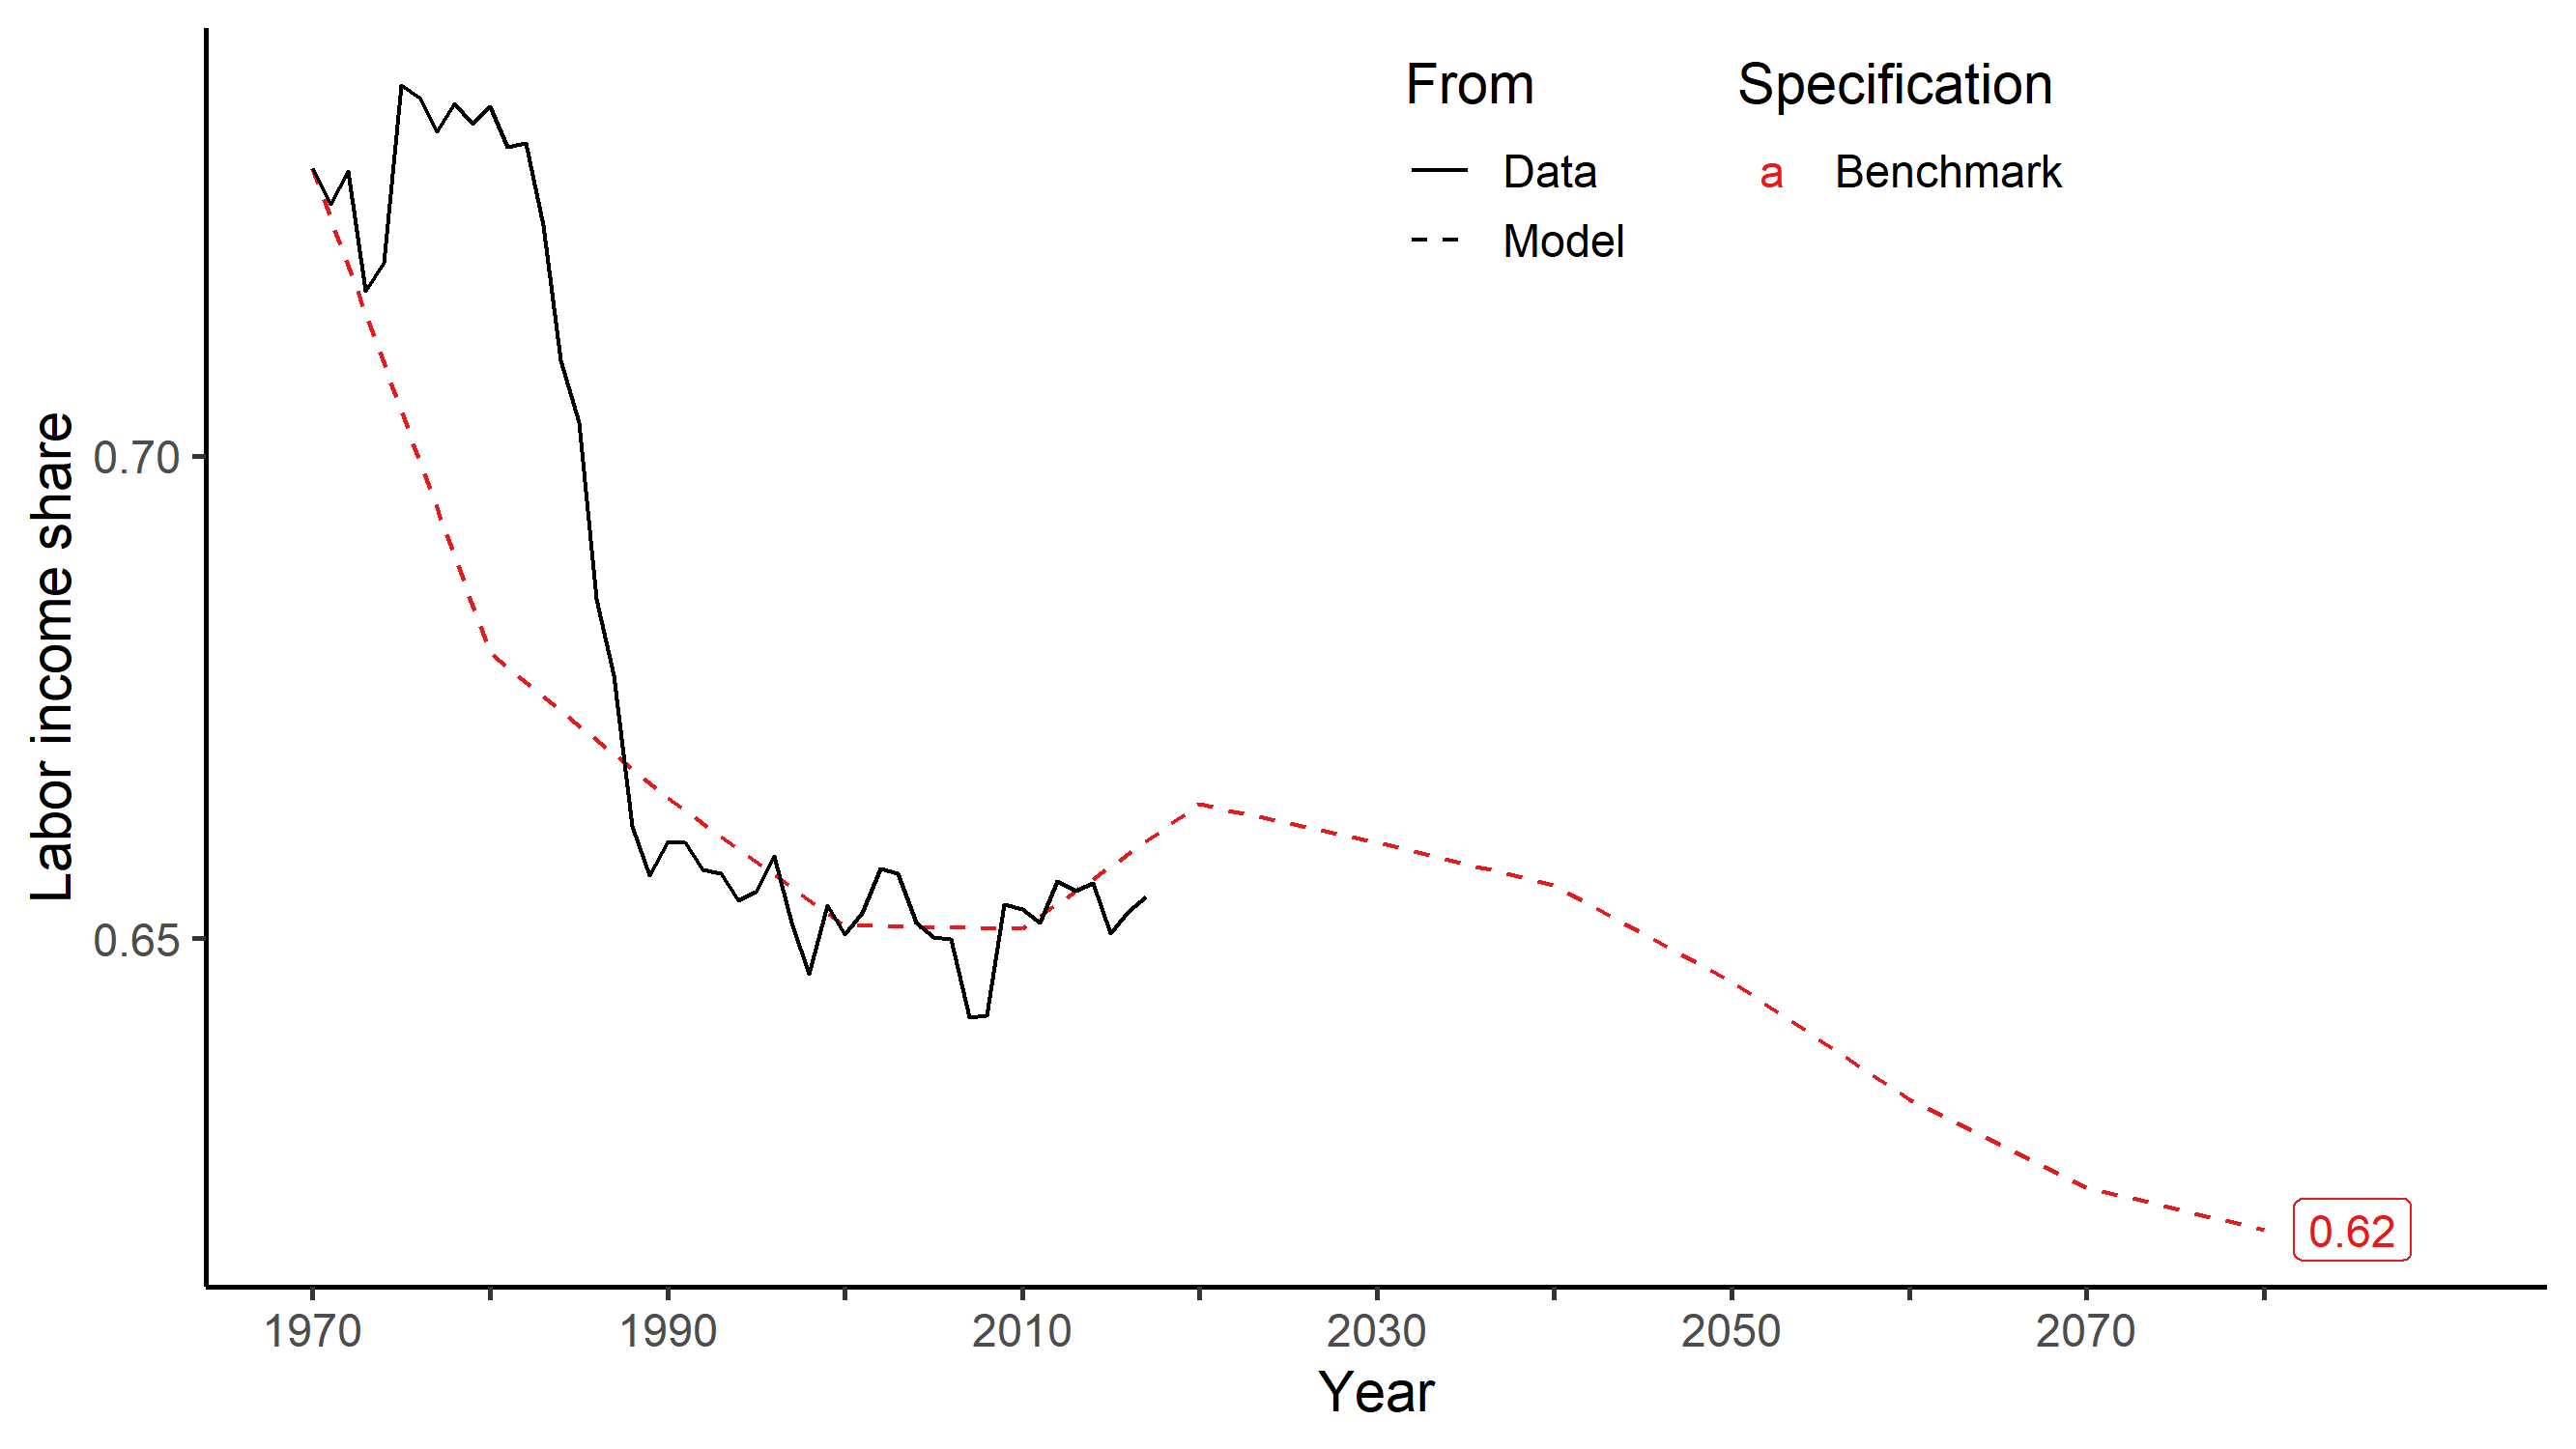 From
Data
Model
Specification
a Benchmark
Labor income share
0.70
0.65
0.62
1970 1990 2010 2030 2050 2070
Year